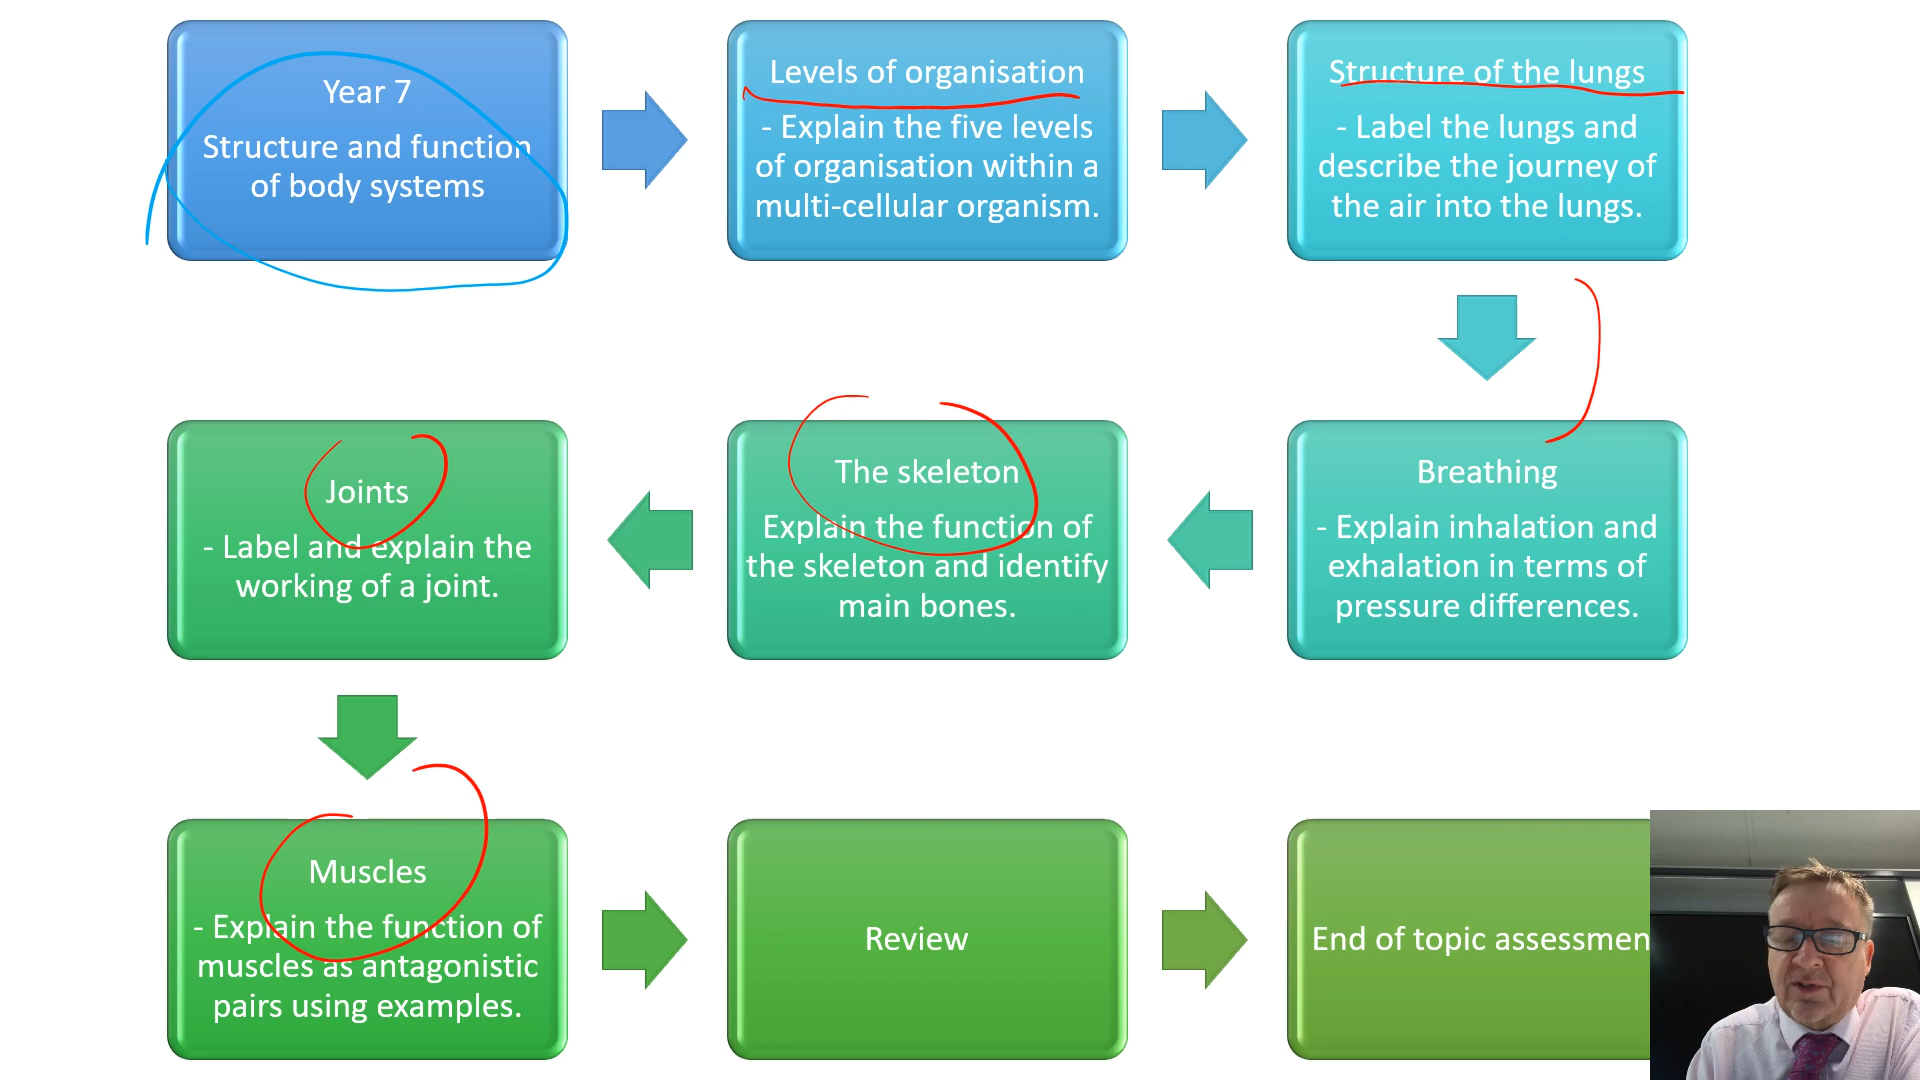 Year 7
Structure and function
of body systems
Levels of organisation
- Explain the five levels
of organisation within a
multi-cellular organism.
Structure of the lungs
- Label the lungs and
describe the journey of
the air into the lungs.
Breathing
- Explain inhalation and
exhalation in terms of
pressure differences.
The skeleton
Explain the function of
the skeleton and identify
main bones.
Joints
- Label and explain the
working of a joint.
Muscles
- Explain the function of
muscles as antagonistic
pairs using examples.
Review
End of topic assessmen